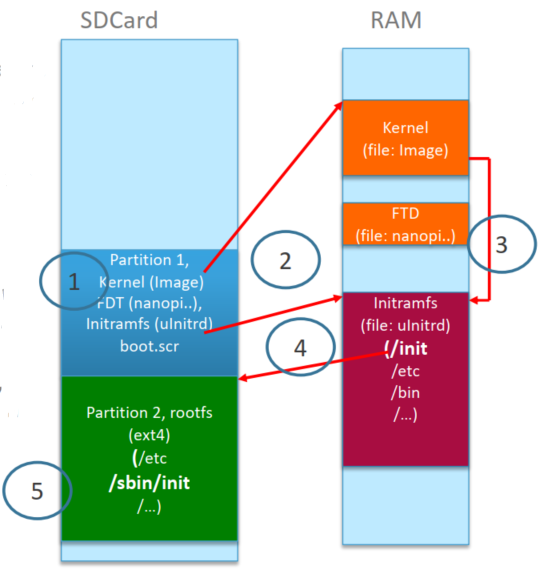 SDCard
RAM
Kernel
(file: Image)
FTD
(file: nanopi..)
3
2
1
Partition 1,
Kernel (Image)
FDT (nanopi..),
Initramfs (uInitrd)
boot.scr
Initramfs
(file: uInitrd)
(/init
/etc
/bin
/...)
4
Partition 2, rootfs
(ext4)
(/etc
/sbin/init
/...)
5